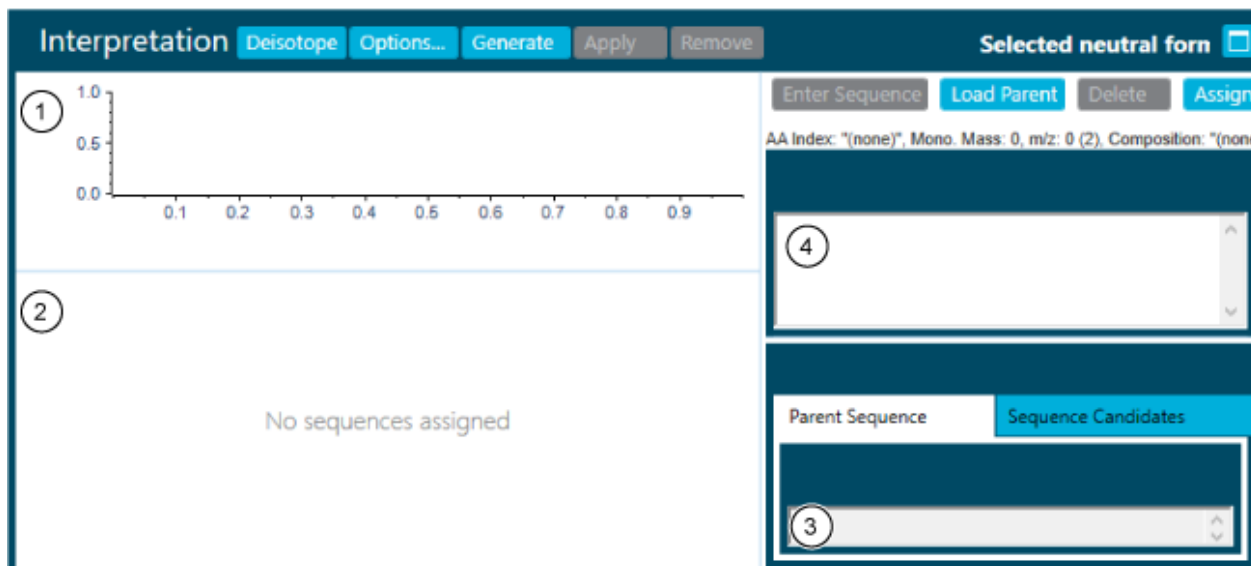 Interpretation Deisotope Options... Generate Apply Remove Selected neutral forn
Enter Sequence Load Parent Delete Assign
AA Index: "(none)", Mono. Mass: 0, m/z: 0 (2), Composition: "(non
1
1.0
0.5
0.0
0.1 0.2 0.3 0.4 0.5 0.6 0.7 0.8 0.9
4
2
No sequences assigned
Parent Sequence Sequence Candidates
3